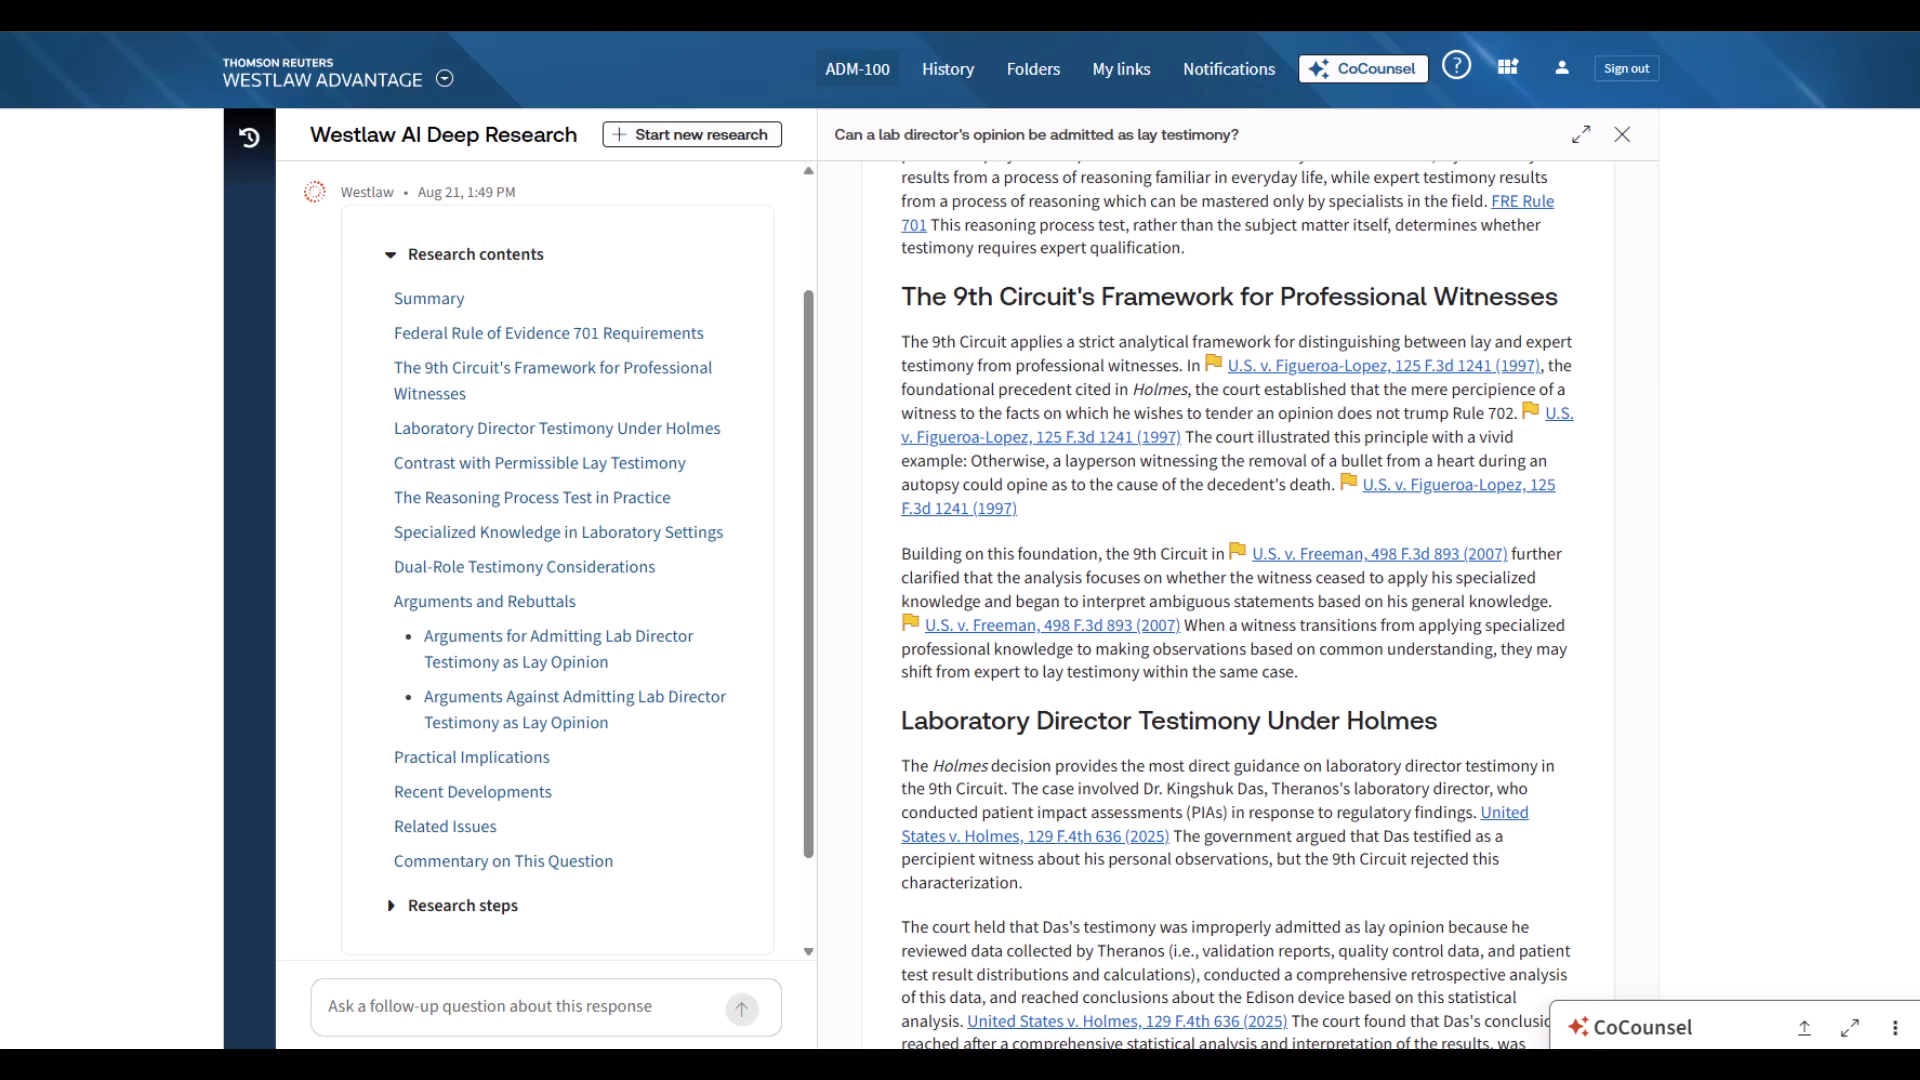 THOMSON REUTERS
WESTLAW ADVANTAGE
ADM-100
History
Folders
My links
Notifications
CoCounsel
?
Sign out
Westlaw AI Deep Research
+ Start new research
Westlaw • Aug 21, 1:49 PM
Research contents
Summary
Federal Rule of Evidence 701 Requirements
The 9th Circuit's Framework for Professional
Witnesses
Laboratory Director Testimony Under Holmes
Contrast with Permissible Lay Testimony
The Reasoning Process Test in Practice
Specialized Knowledge in Laboratory Settings
Dual-Role Testimony Considerations
Arguments and Rebuttals
• Arguments for Admitting Lab Director
Testimony as Lay Opinion
• Arguments Against Admitting Lab Director
Testimony as Lay Opinion
Practical Implications
Recent Developments
Related Issues
Commentary on This Question
Research steps
Ask a follow-up question about this response
Can a lab director's opinion be admitted as lay testimony?
results from a process of reasoning familiar in everyday life, while expert testimony results
from a process of reasoning which can be mastered only by specialists in the field. FRE Rule
701 This reasoning process test, rather than the subject matter itself, determines whether
testimony requires expert qualification.
The 9th Circuit's Framework for Professional Witnesses
The 9th Circuit applies a strict analytical framework for distinguishing between lay and expert
testimony from professional witnesses. In U.S. v. Figueroa-Lopez, 125 F.3d 1241 (1997), the
foundational precedent cited in Holmes, the court established that the mere percipience of a
witness to the facts on which he wishes to tender an opinion does not trump Rule 702. U.S.
v. Figueroa-Lopez, 125 F.3d 1241 (1997) The court illustrated this principle with a vivid
example: Otherwise, a layperson witnessing the removal of a bullet from a heart during an
autopsy could opine as to the cause of the decedent's death. U.S. v. Figueroa-Lopez, 125
F.3d 1241 (1997)
Building on this foundation, the 9th Circuit in U.S. v. Freeman, 498 F.3d 893 (2007) further
clarified that the analysis focuses on whether the witness ceased to apply his specialized
knowledge and began to interpret ambiguous statements based on his general knowledge.
U.S. v. Freeman, 498 F.3d 893 (2007) When a witness transitions from applying specialized
professional knowledge to making observations based on common understanding, they may
shift from expert to lay testimony within the same case.
Laboratory Director Testimony Under Holmes
The Holmes decision provides the most direct guidance on laboratory director testimony in
the 9th Circuit. The case involved Dr. Kingshuk Das, Theranos's laboratory director, who
conducted patient impact assessments (PIAs) in response to regulatory findings. United
States v. Holmes, 129 F.4th 636 (2025) The government argued that Das testified as a
percipient witness about his personal observations, but the 9th Circuit rejected this
characterization.
The court held that Das's testimony was improperly admitted as lay opinion because he
reviewed data collected by Theranos (i.e., validation reports, quality control data, and patient
test result distributions and calculations), conducted a comprehensive retrospective analysis
of this data, and reached conclusions about the Edison device based on this statistical
analysis. United States v. Holmes, 129 F.4th 636 (2025) The court found that Das's
reached after a comprehensive statistical analysis and interpretation of the results, was
CoCounsel